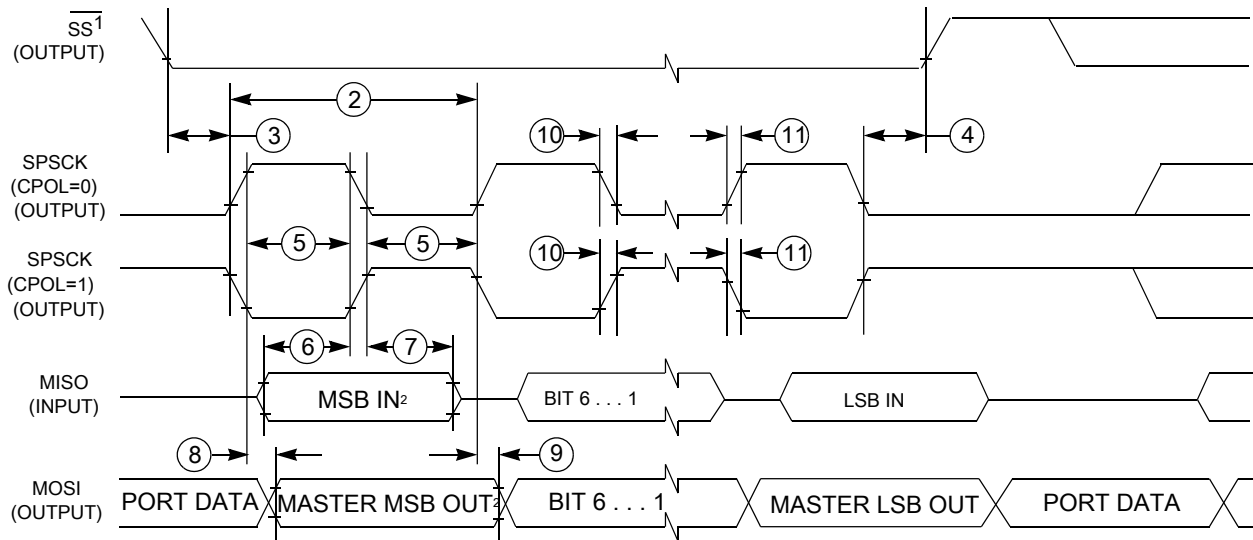 SS1
(OUTPUT)
2
3
10
11
4
SPSCK
(CPOL=0)
(OUTPUT)
5
5
10
11
SPSCK
(CPOL=1)
(OUTPUT)
6
7
MISO
(INPUT)
MSB IN2
BIT 6 . . . 1
LSB IN
8
9
MOSI
(OUTPUT)
PORT DATA
MASTER MSB OUT2
BIT 6 . . . 1
MASTER LSB OUT
PORT DATA